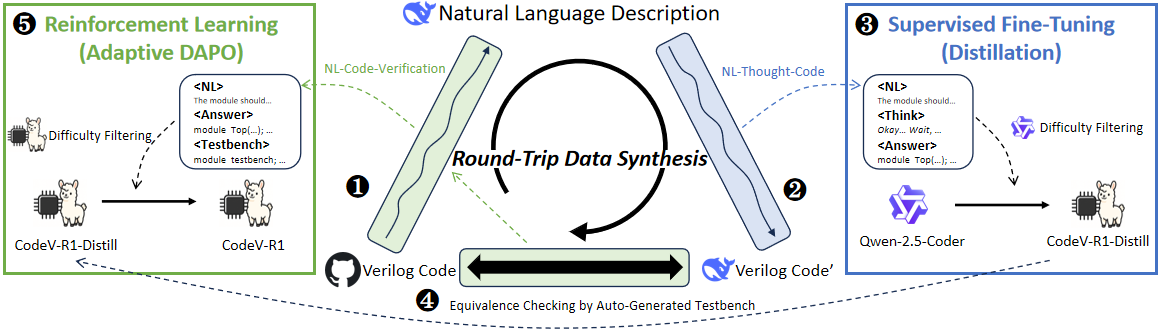 ❺ Reinforcement Learning
(Adaptive DAPO)
<NL>
The module should...
<Answer>
module Top(...); ...
<Testbench>
module testbench; ...
Difficulty Filtering
CodeV-R1-Distill
CodeV-R1
Natural Language Description
NL-Code-Verification
NL-Thought-Code
Round-Trip Data Synthesis
❶
❷
Verilog Code
Verilog Code’
❹
Equivalence Checking by Auto-Generated Testbench
❸ Supervised Fine-Tuning
(Distillation)
<NL>
The module should...
<Think>
Okay... Wait, ...
<Answer>
module Top(...); ...
Difficulty Filtering
Qwen-2.5-Coder
CodeV-R1-Distill